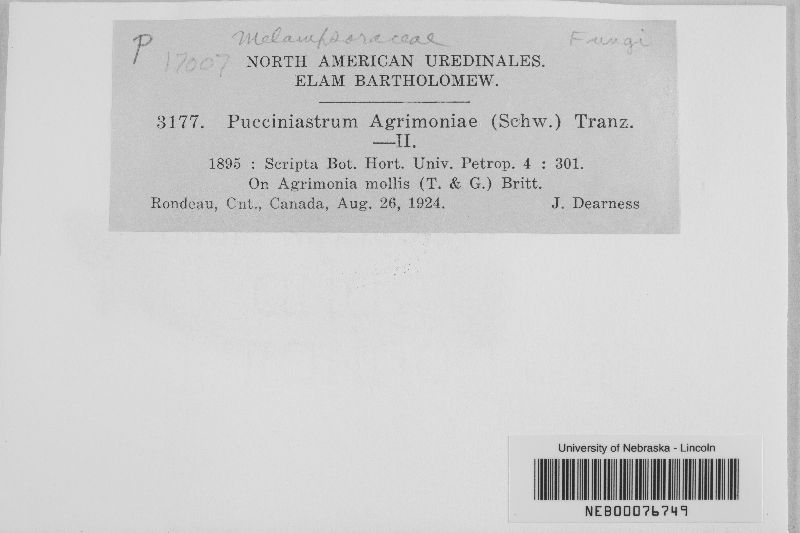 Melampsoraceae Fungi
P 17007
NORTH AMERICAN UREDINALES.
ELAM BARTHOLOMEW.
3177. Pucciniastrum Agrimoniae (Schw.) Tranz.
—II.
1895 : Scripta Bot. Hort. Univ. Petrop. 4 : 301.
On Agrimonia mollis (T. & G.) Britt.
Rondeau, Ont., Canada, Aug. 26, 1924. J. Dearness
University of Nebraska - Lincoln
NEB00076749